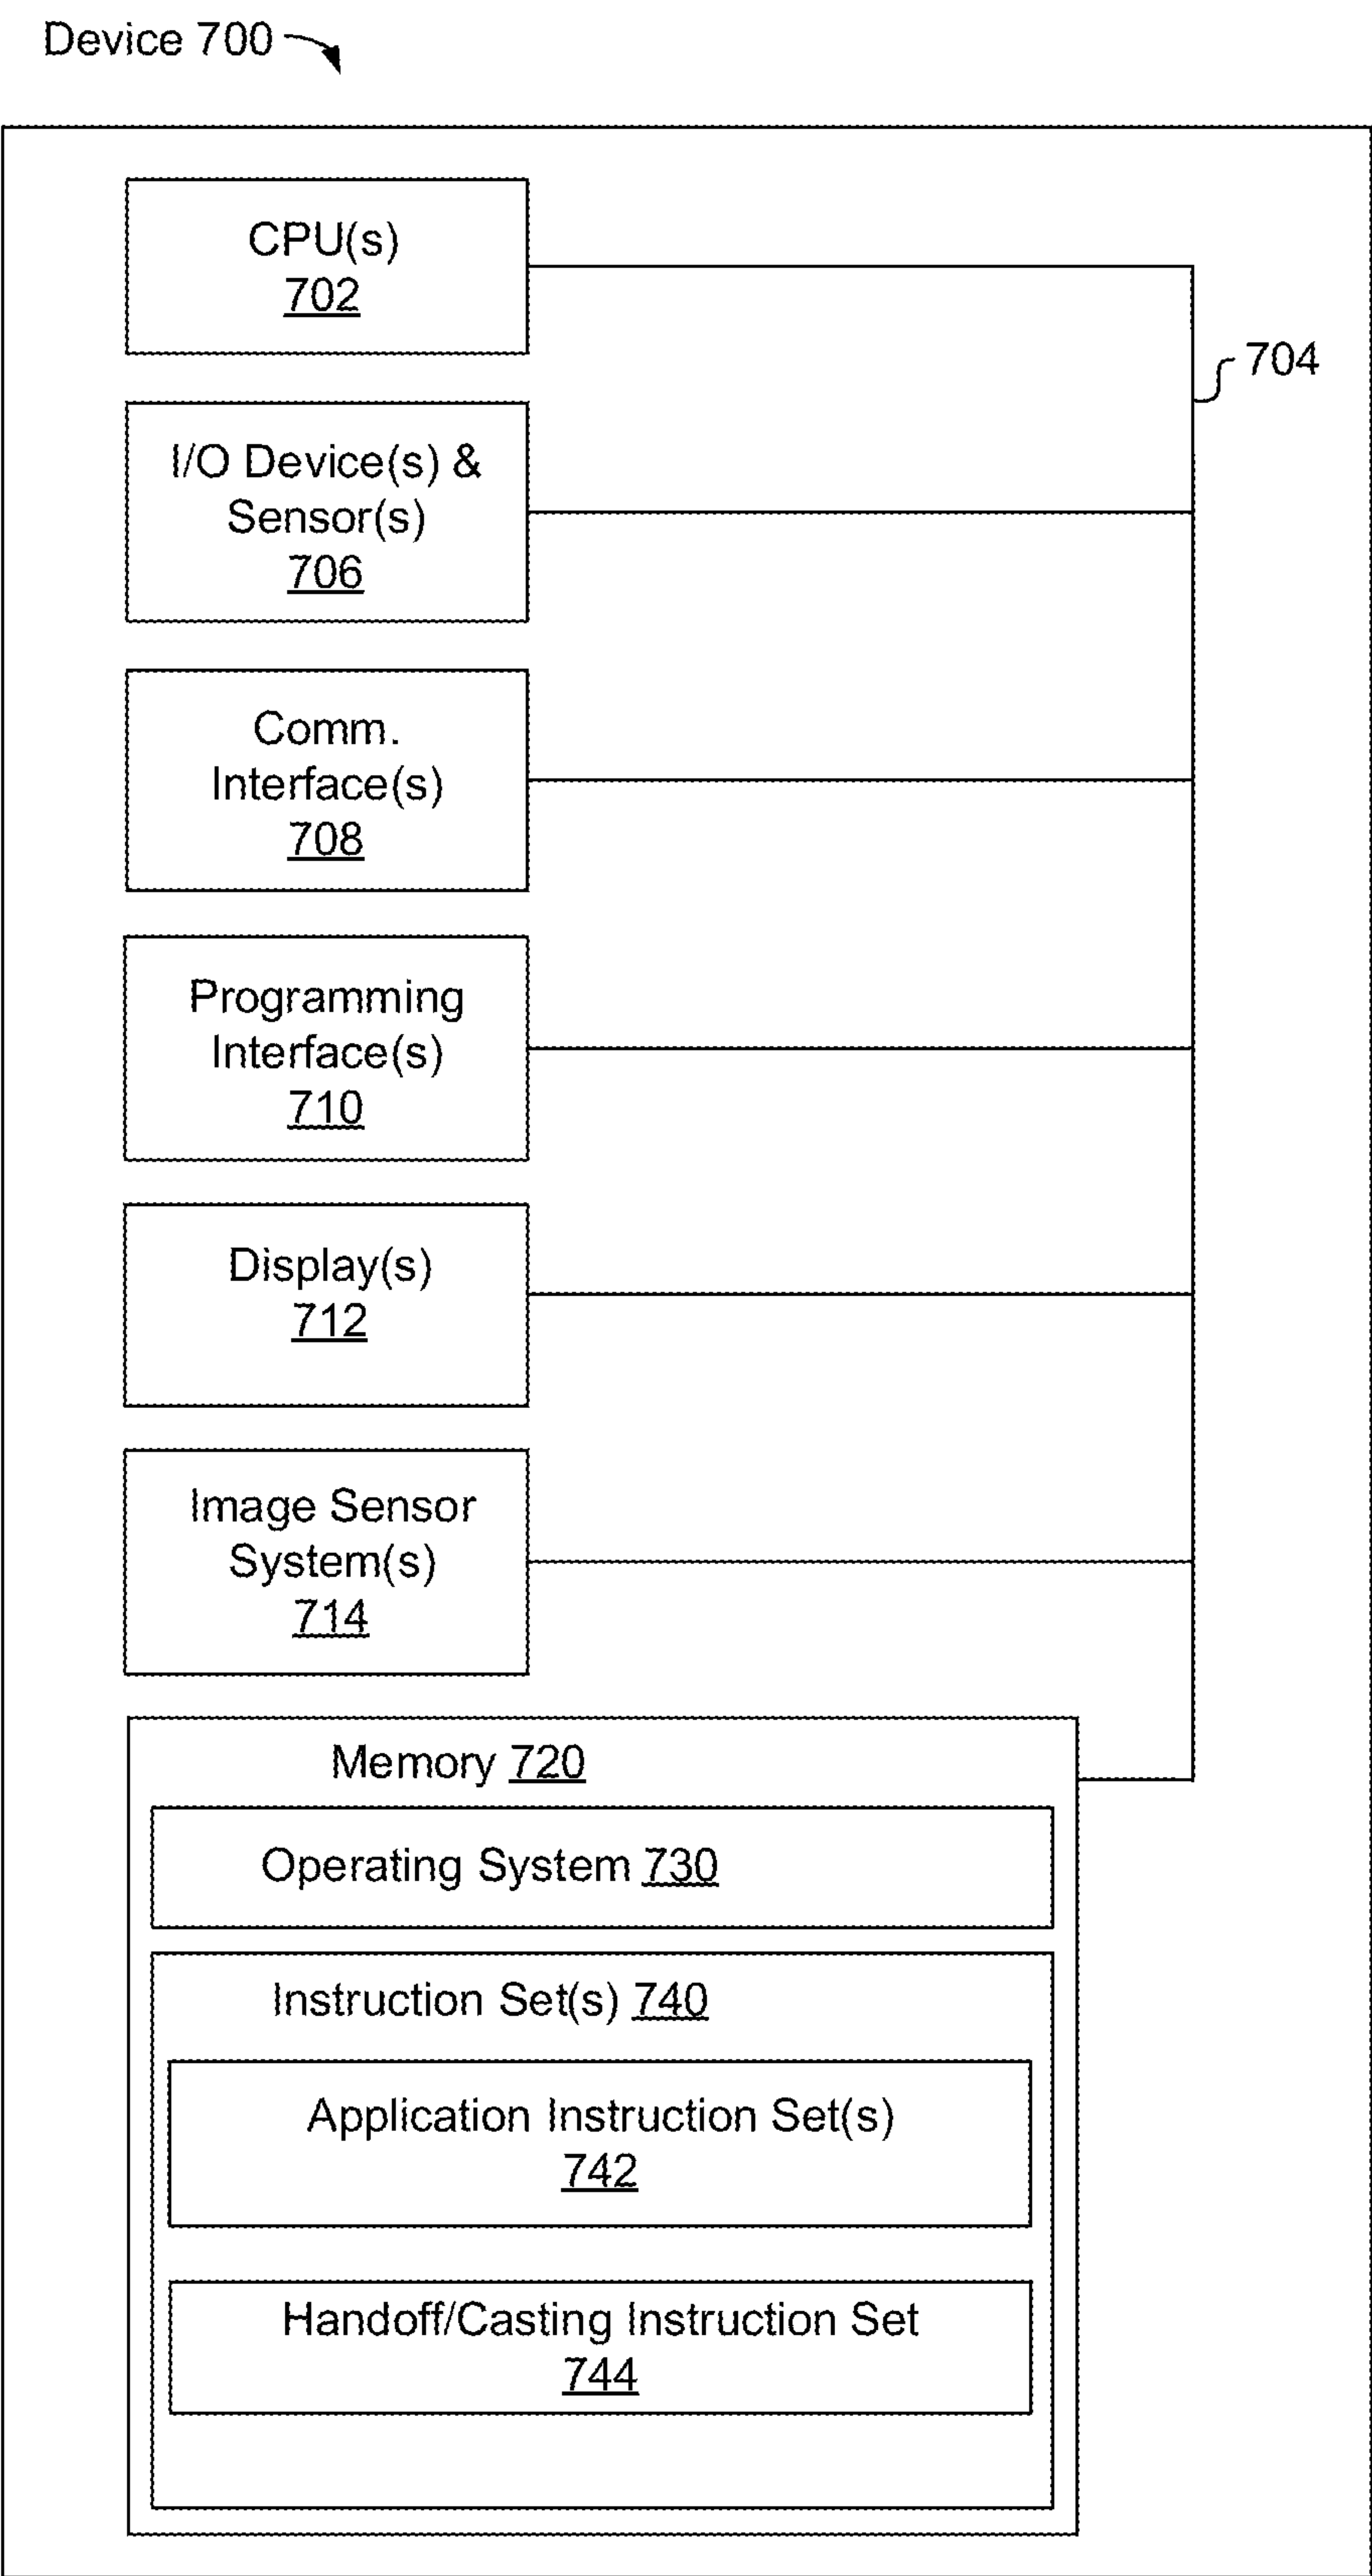 Device 700
CPU(s)
702
704
I/O Device(s) &
Sensor(s)
706
Comm.
Interface(s)
708
Programming
Interface(s)
710
Display(s)
712
Image Sensor
System(s)
714
Memory 720
Operating System 730
Instruction Set(s) 740
Application Instruction Set(s)
742
Handoff/Casting Instruction Set
744